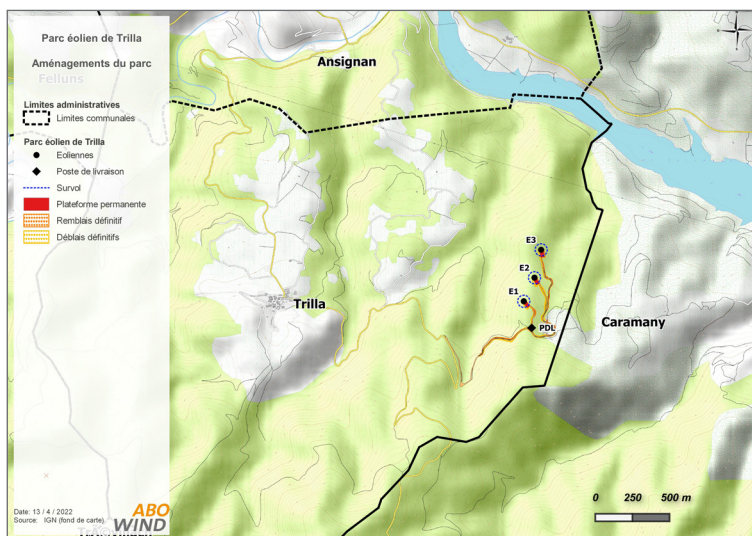 Parc éolien de Trilla
Aménagements du parc
Felluns
Limites administratives
Limites communales
Parc éolien de Trilla
Eoliennes
Poste de livraison
Survol
Plateforme permanente
Remblais définitif
Déblais définitifs
Date: 13 / 4 / 2022
Source: IGN (fond de carte)
ABO
WIND
Ansignan
E3
E2
E1
Trilla
PDL
Caramany
0 250 500 m